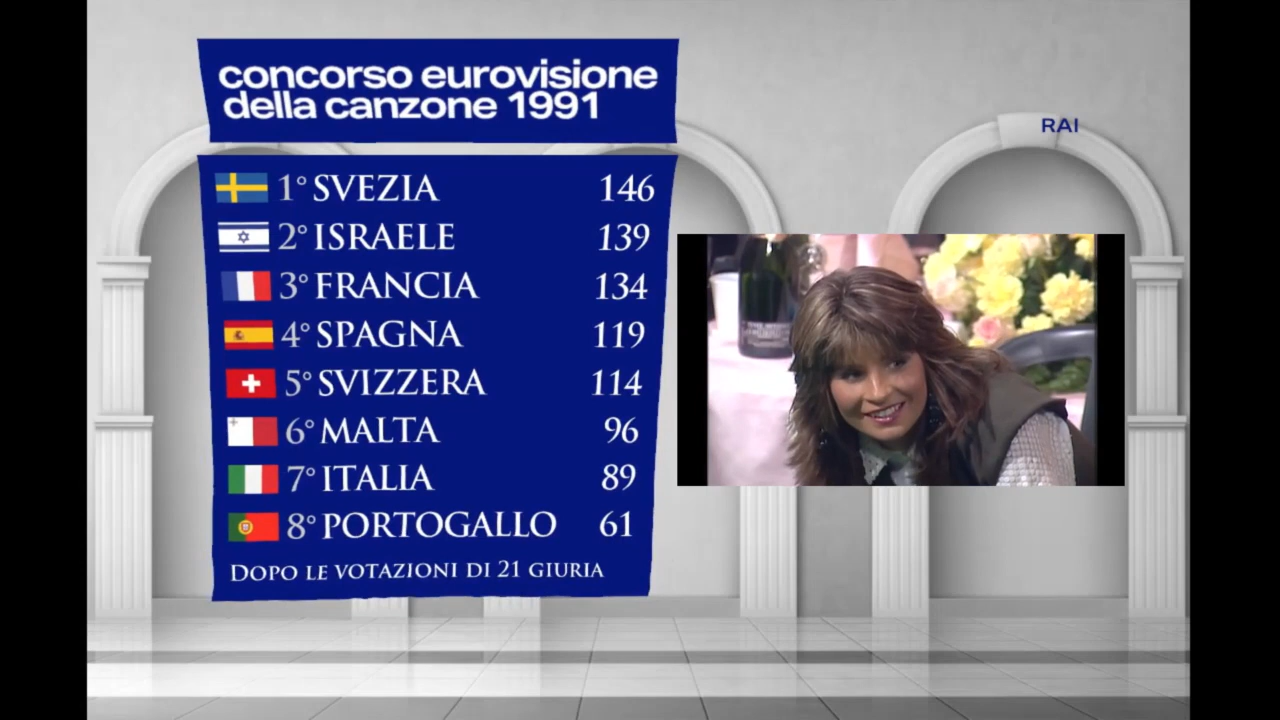 concorso eurovisione
della canzone 1991
RAI
1° SVEZIA 146
2° ISRAELE 139
3° FRANCIA 134
4° SPAGNA 119
5° SVIZZERA 114
6° MALTA 96
7° ITALIA 89
8° PORTOGALLO 61
DOPO LE VOTAZIONI DI 21 GIURIA